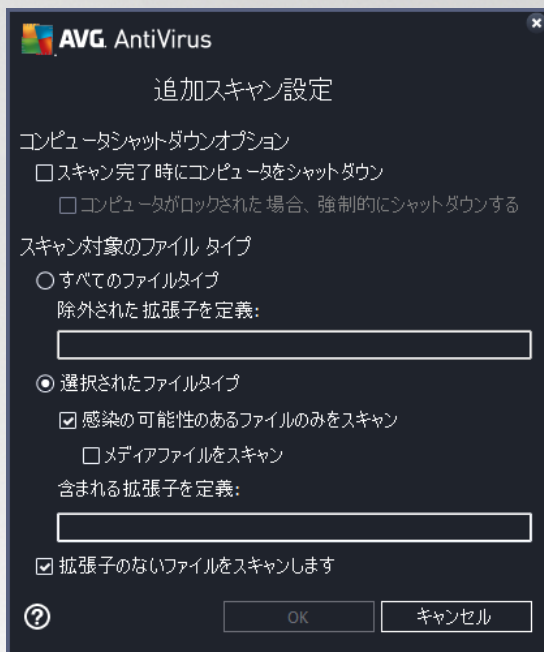 AVG. AntiVirus
追加スキャン設定
コンピュータシャットダウンオプション
スキャン完了時にコンピュータをシャットダウン
コンピュータがロックされた場合、強制的にシャットダウンする
スキャン対象のファイル タイプ
すべてのファイルタイプ
除外された拡張子を定義:
選択されたファイルタイプ
感染の可能性のあるファイルのみをスキャン
メディアファイルをスキャン
含まれる拡張子を定義:
拡張子のないファイルをスキャンします
? OK キャンセル